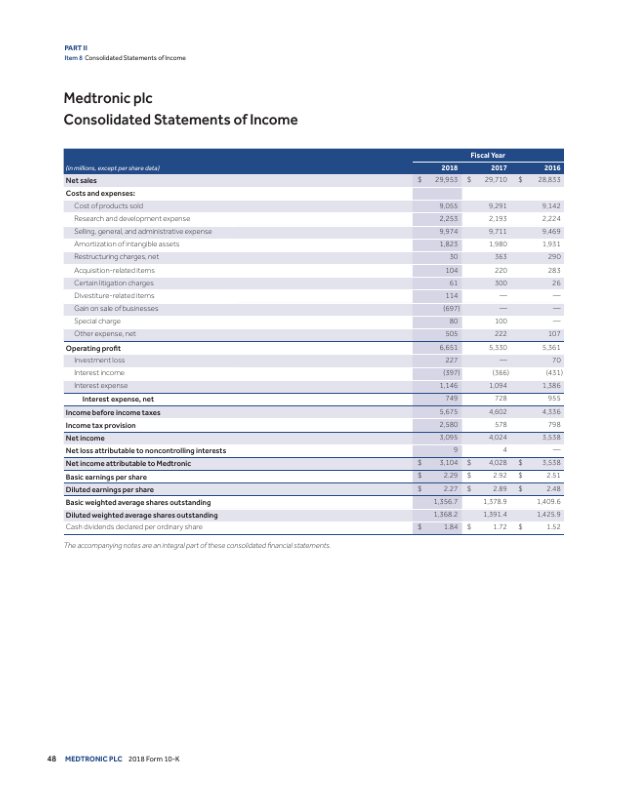 PART II
Item 8 Consolidated Statements of Income
Medtronic plc
Consolidated Statements of Income
Fiscal Year
(in millions, except per share data) 2018 2017 2016
Net sales $ 29,953 $ 29,710 $ 28,833
Costs and expenses:
Cost of products sold 9,055 9,291 9,142
Research and development expense 2,253 2,193 2,224
Selling, general, and administrative expense 9,974 9,711 9,469
Amortization of intangible assets 1,823 1,980 1,931
Restructuring charges, net 30 363 290
Acquisition-related items 104 220 283
Certain litigation charges 61 300 26
Divestiture-related items 114 — —
Gain on sale of businesses (697) — —
Special charge 80 100 —
Other expense, net 505 222 107
Operating profit 6,651 5,330 5,361
Investment loss 227 — 70
Interest income (397) (366) (431)
Interest expense 1,146 1,094 1,386
Interest expense, net 749 728 955
Income before income taxes 5,675 4,602 4,336
Income tax provision 2,580 578 798
Net income 3,095 4,024 3,538
Net loss attributable to noncontrolling interests 9 4 —
Net income attributable to Medtronic $ 3,104 $ 4,028 $ 3,538
Basic earnings per share $ 2.29 $ 2.92 $ 2.51
Diluted earnings per share $ 2.27 $ 2.89 $ 2.48
Basic weighted average shares outstanding 1,356.7 1,378.9 1,409.6
Diluted weighted average shares outstanding 1,368.2 1,391.4 1,425.9
Cash dividends declared per ordinary share $ 1.84 $ 1.72 $ 1.52
The accompanying notes are an integral part of these consolidated financial statements.
48 MEDTRONIC PLC 2018 Form 10-K